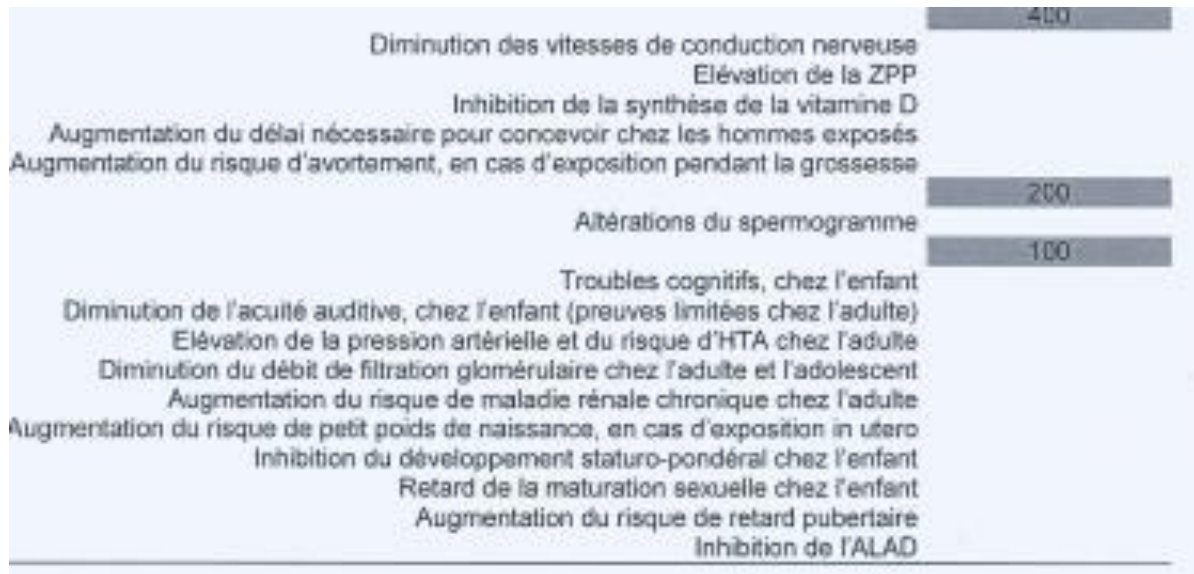 400
Diminution des vitesses de conduction nerveuse
Elévation de la ZPP
Inhibition de la synthèse de la vitamine D
Augmentation du délai nécessaire pour concevoir chez les hommes exposés
Augmentation du risque d'avortement, en cas d'exposition pendant la grossesse
200
Altérations du spermogramme
100
Troubles cognitifs, chez l'enfant
Diminution de l'acuité auditive, chez l'enfant (preuves limitées chez l'adulte)
Elévation de la pression artérielle et du risque d'HTA chez l'adulte
Diminution du débit de filtration glomérulaire chez l'adulte et l'adolescent
Augmentation du risque de maladie rénale chronique chez l'adulte
Augmentation du risque de petit poids de naissance, en cas d'exposition in utero
Inhibition du développement staturo-pondéral chez l'enfant
Retard de la maturation sexuelle chez l'enfant
Augmentation du risque de retard pubertaire
Inhibition de l'ALAD